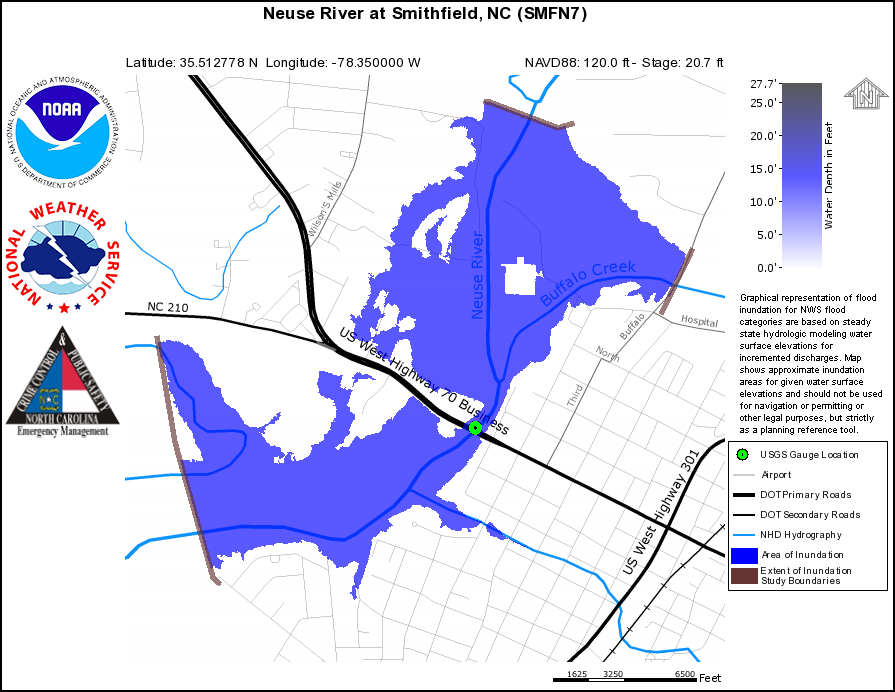 Neuse River at Smithfield, NC (SMFN7)
Latitude: 35.512778 N Longitude: -78.350000 W
NAVD88: 120.0 ft - Stage: 20.7 ft
NATIONAL OCEANIC AND ATMOSPHERIC ADMINISTRATION
NOAA
U.S. DEPARTMENT OF COMMERCE
NATIONAL WEATHER SERVICE
CRIME CONTROL & PUBLIC SAFETY
N C
NORTH CAROLINA
Emergency Management
Wilson'S Mills
NC 210
US West Highway 70 Business
Neuse River
Buffalo Creek
Buffalo
Hospital
North
Third
US West Highway 301
27.7'
25.0'
20.0'
15.0'
10.0'
5.0'
0.0'
Water Depth in Feet
N
Graphical representation of flood
inundation for NWS flood
categories are based on steady
state hydrologic modeling water
surface elevations for
incremented discharges. Map
shows approximate inundation
areas for given water surface
elevations and should not be used
for navigation or permitting or
other legal purposes, but strictly
as a planning reference tool.
USGS Gauge Location
Airport
DOT Primary Roads
DOT Secondary Roads
NHD Hydrography
Area of Inundation
Extent of Inundation
Study Boundaries
1625 3250 6500
Feet